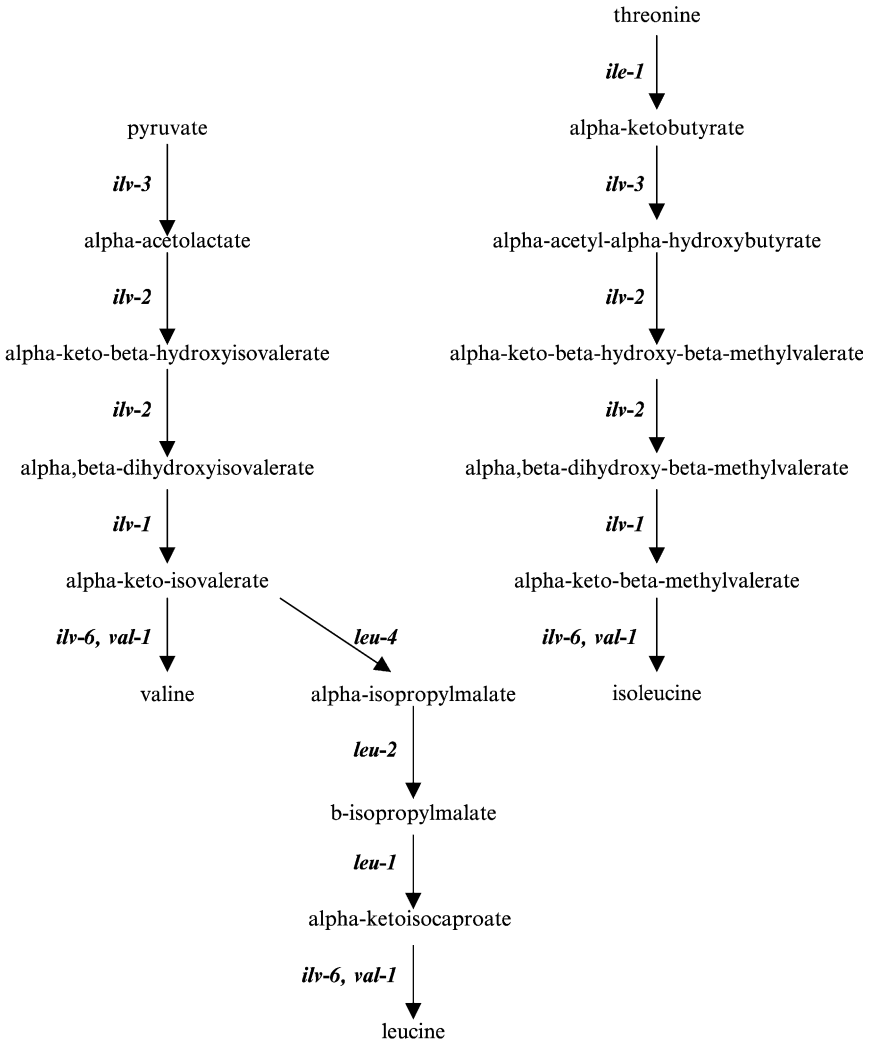 threonine
ile-1
pyruvate
alpha-ketobutyrate
ilv-3
ilv-3
alpha-acetolactate
alpha-acetyl-alpha-hydroxybutyrate
ilv-2
ilv-2
alpha-keto-beta-hydroxyisovalerate
alpha-keto-beta-hydroxy-beta-methylvalerate
ilv-2
ilv-2
alpha,beta-dihydroxyisovalerate
alpha,beta-dihydroxy-beta-methylvalerate
ilv-1
ilv-1
alpha-keto-isovalerate
alpha-keto-beta-methylvalerate
ilv-6, val-1
leu-4
ilv-6, val-1
valine
alpha-isopropylmalate
isoleucine
leu-2
b-isopropylmalate
leu-1
alpha-ketoisocaproate
ilv-6, val-1
leucine